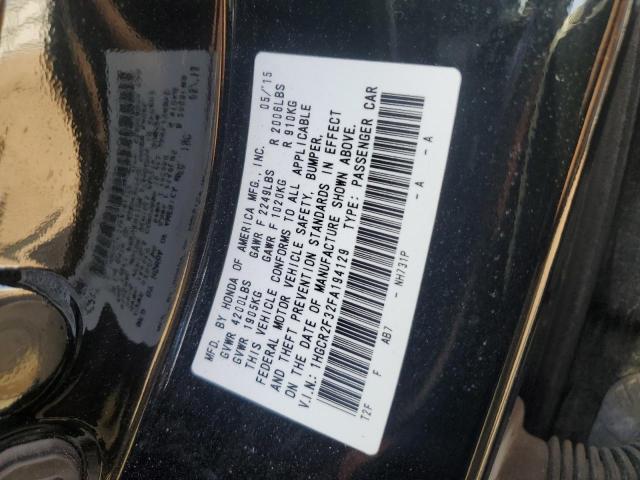 MFD. BY HONDA OF AMERICA MFG., INC. 05/'15
GVWR 4200LBS GAWR F 2249LBS R 2006LBS
GVWR 1905KG GAWR F 1020KG R 910KG
THIS VEHICLE CONFORMS TO ALL APPLICABLE
FEDERAL MOTOR VEHICLE SAFETY, BUMPER,
AND THEFT PREVENTION STANDARDS IN EFFECT
ON THE DATE OF MANUFACTURE SHOWN ABOVE.
V.I.N.: 1HGCR2F32FA194129 TYPE: PASSENGER CAR
F AB7 - NH731P - A - A
T2F